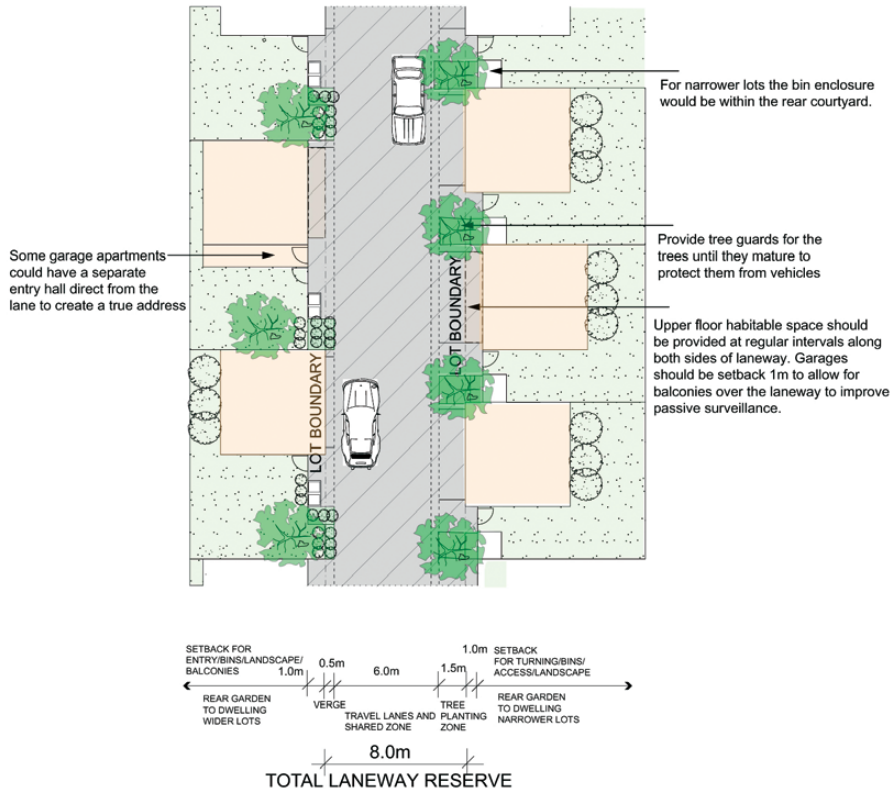 For narrower lots the bin enclosure
would be within the rear courtyard.
Some garage apartments
could have a separate
entry hall direct from the
lane to create a true address
Provide tree guards for the
trees until they mature to
protect them from vehicles
LOT BOUNDARY
Upper floor habitable space should
be provided at regular intervals along
both sides of laneway. Garages
should be setback 1m to allow for
balconies over the laneway to improve
passive surveillance.
LOT BOUNDARY
SETBACK FOR
ENTRY/BINS/LANDSCAPE/
BALCONIES
1.0m
0.5m
6.0m
1.5m
1.0m
SETBACK
FOR TURNING/BINS/
ACCESS/LANDSCAPE
REAR GARDEN
TO DWELLING
WIDER LOTS
VERGE
TRAVEL LANES AND
SHARED ZONE
TREE
PLANTING
ZONE
REAR GARDEN
TO DWELLING
NARROWER LOTS
8.0m
TOTAL LANEWAY RESERVE